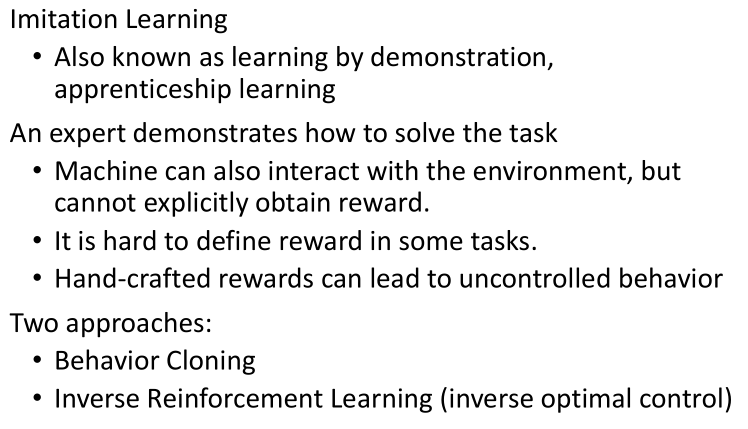 Imitation Learning
• Also known as learning by demonstration,
apprenticeship learning
An expert demonstrates how to solve the task
• Machine can also interact with the environment, but
cannot explicitly obtain reward.
• It is hard to define reward in some tasks.
• Hand-crafted rewards can lead to uncontrolled behavior
Two approaches:
• Behavior Cloning
• Inverse Reinforcement Learning (inverse optimal control)